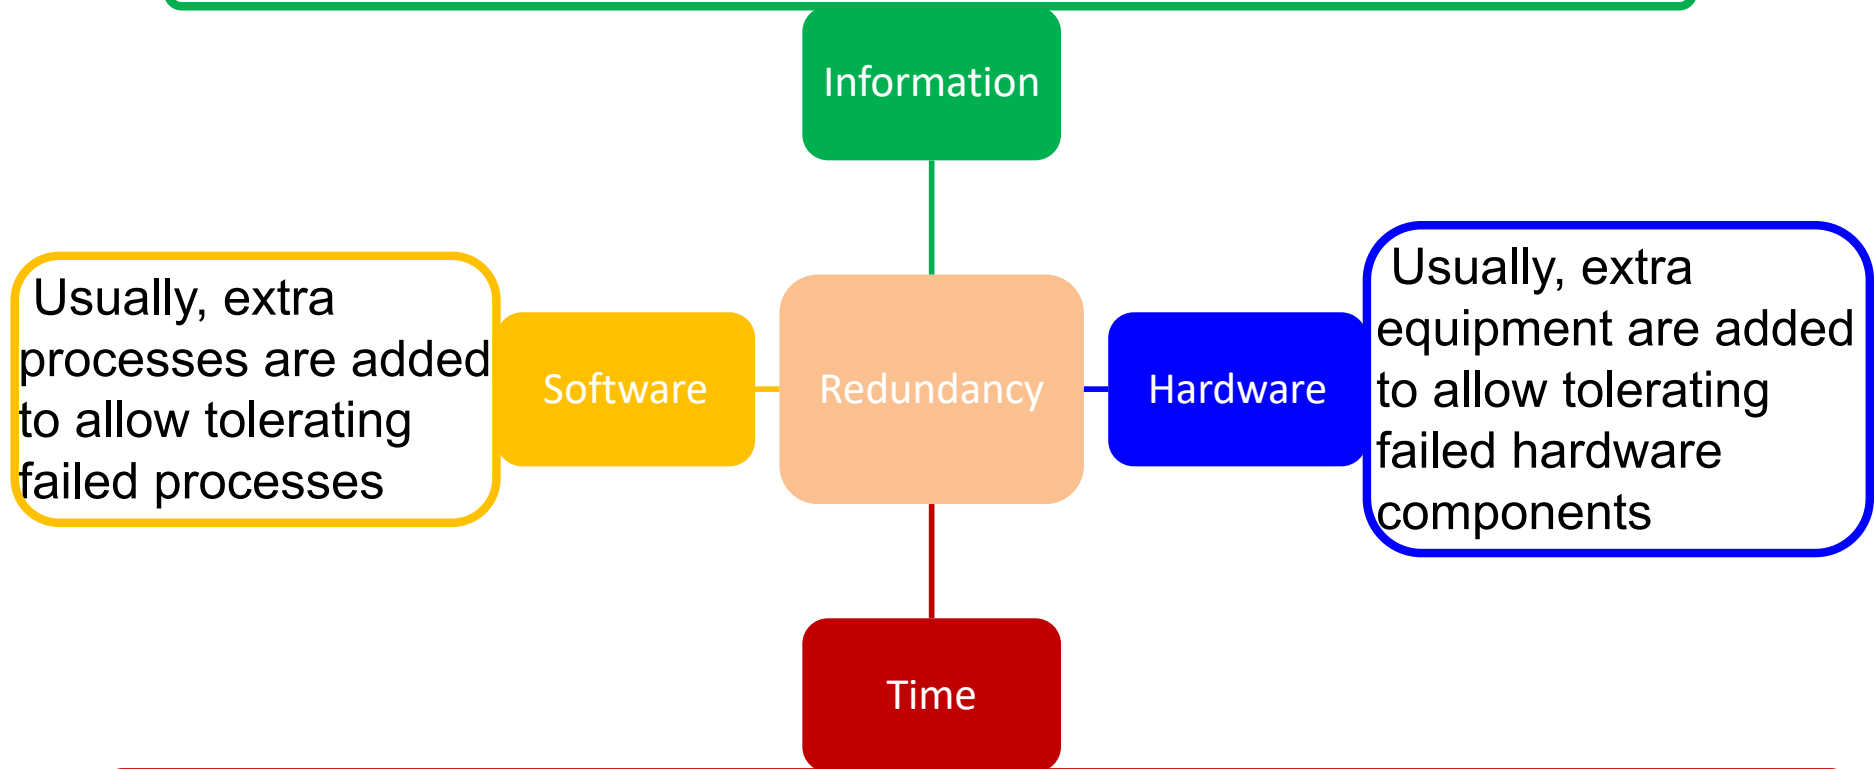 Information
Usually, extra
processes are added
to allow tolerating
failed processes
Software
Redundancy
Hardware
Usually, extra
equipment are added
to allow tolerating
failed hardware
components
Time